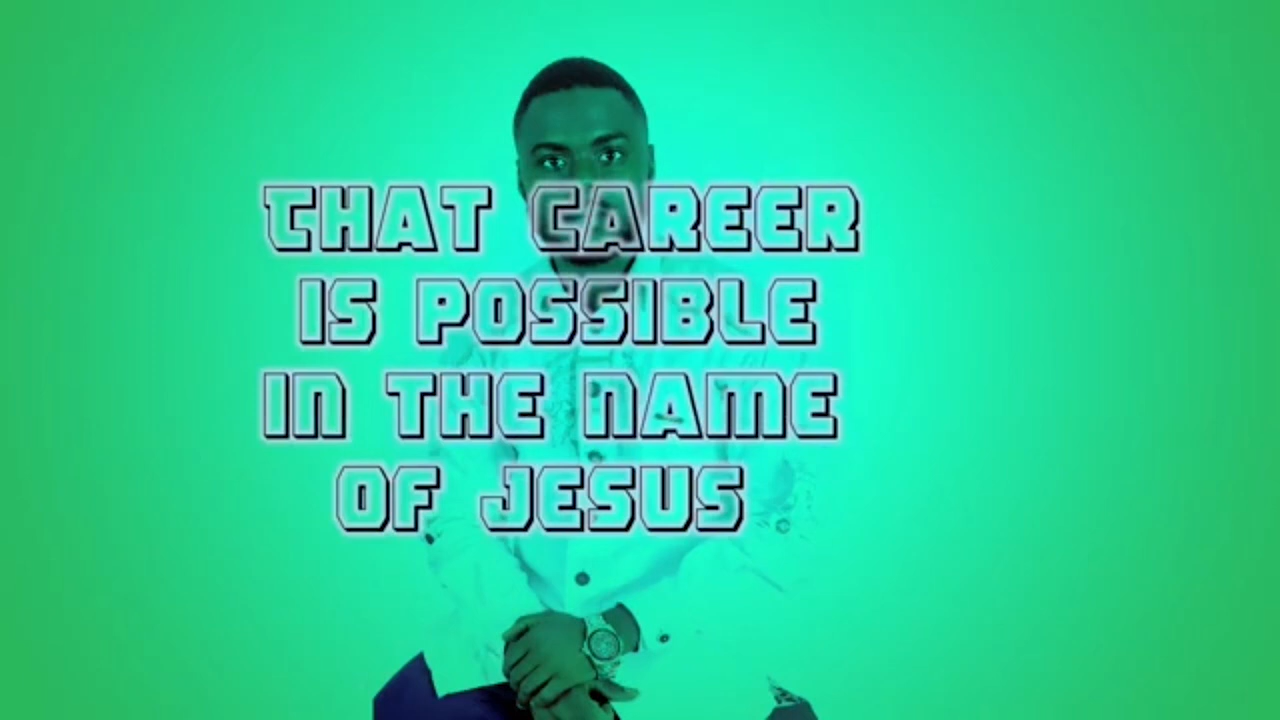 THAT CAREER
IS POSSIBLE
IN THE NAME
OF JESUS